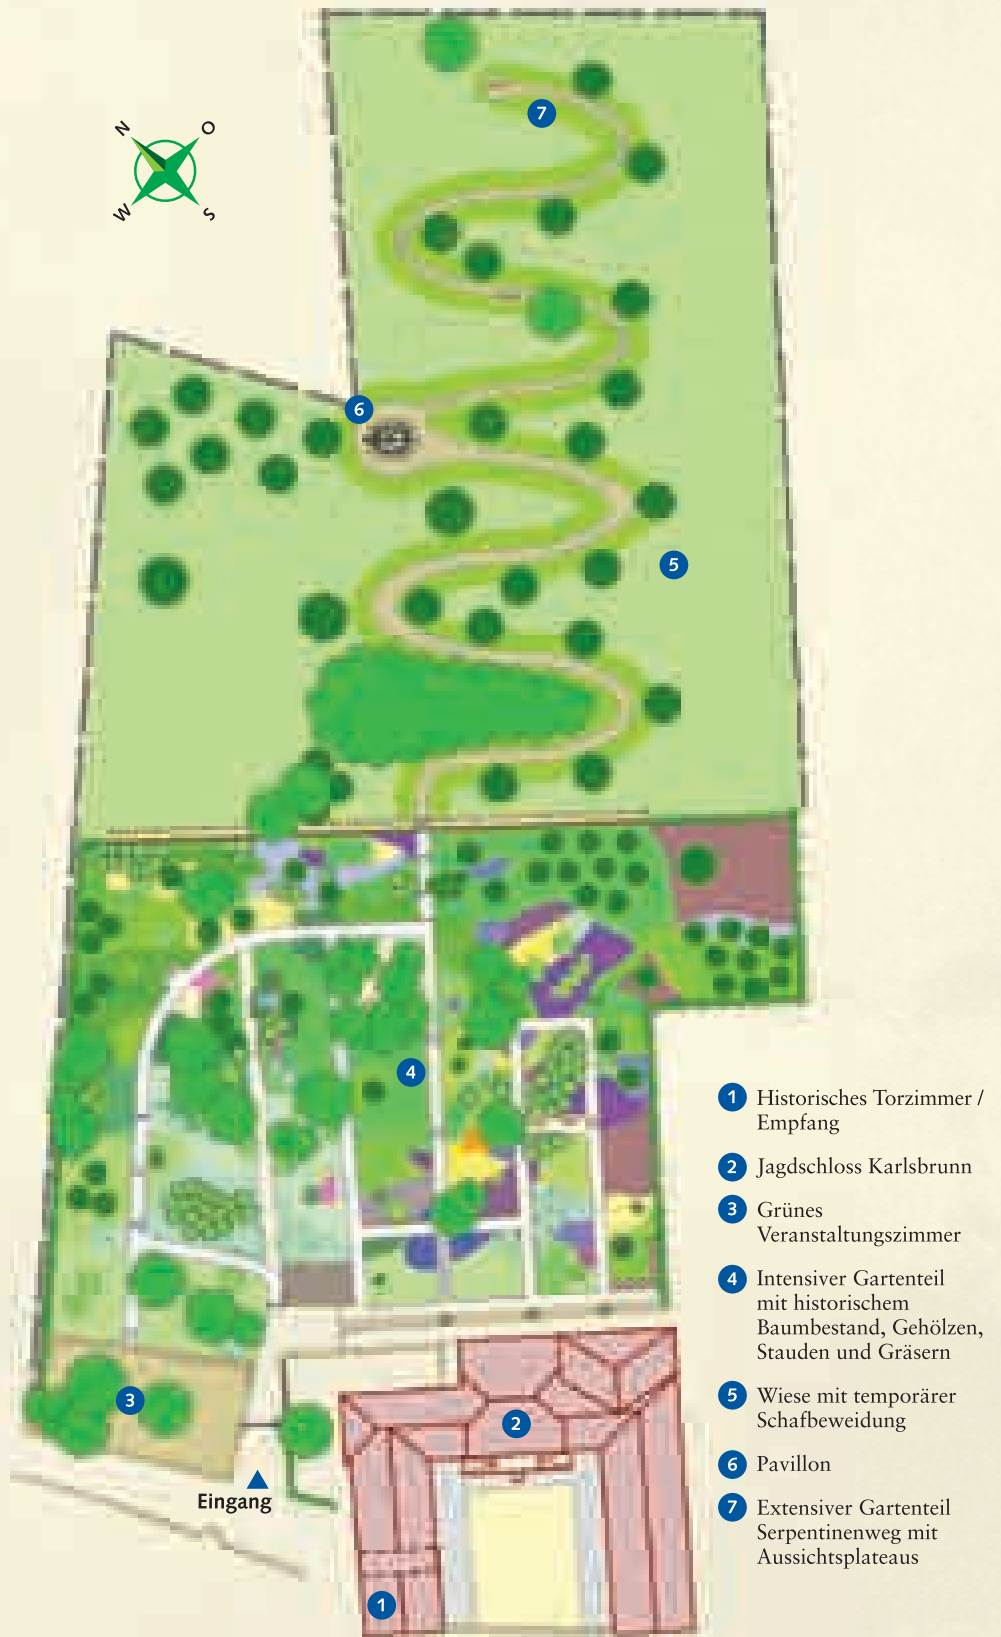 N
O
W
S
7
6
5
4
3
2
Eingang
1
1 Historisches Torzimmer /
Empfang
2 Jagdschloss Karlsbrunn
3 Grünes
Veranstaltungszimmer
4 Intensiver Gartenteil
mit historischem
Baumbestand, Gehölzen,
Stauden und Gräsern
5 Wiese mit temporärer
Schafbeweidung
6 Pavillon
7 Extensiver Gartenteil
Serpentinenweg mit
Aussichtsplateaus